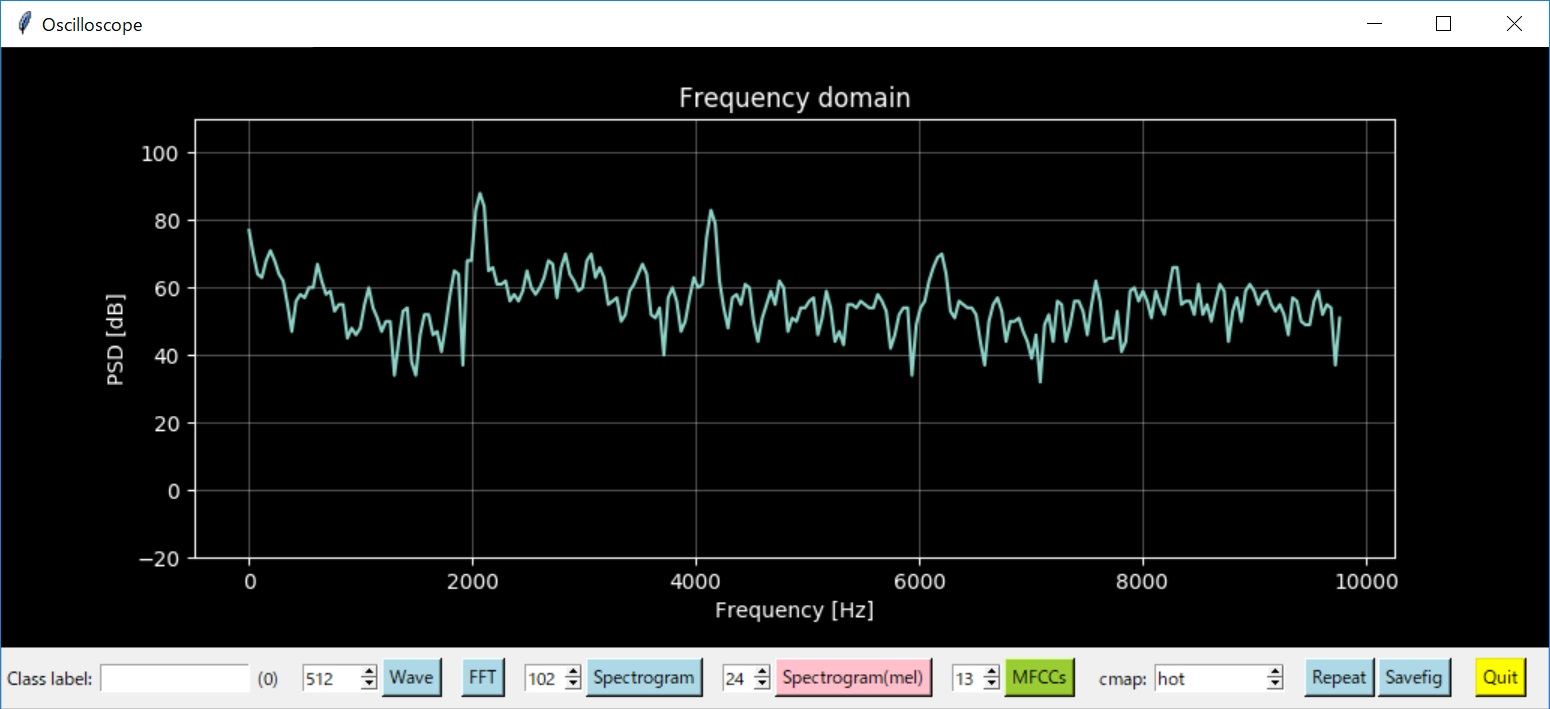 Oscilloscope
Frequency domain
PSD [dB]
100
80
60
40
20
0
−20
0 2000 4000 6000 8000 10000
Frequency [Hz]
Class label: (0) 512 Wave FFT 102 Spectrogram 24 Spectrogram(mel) 13 MFCCs cmap: hot Repeat Savefig Quit